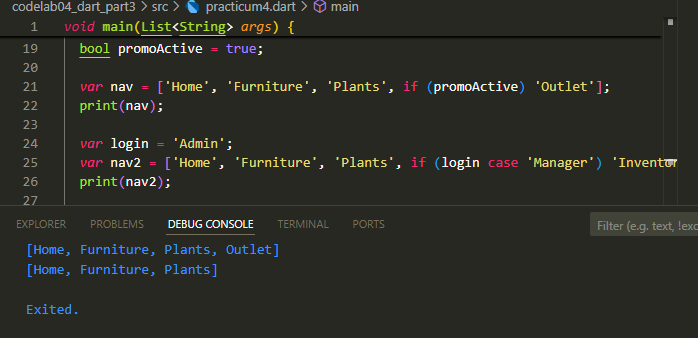 codelab04_dart_part3 > src > practicum4.dart > main
1 void main(List<String> args) {
19 bool promoActive = true;
20
21 var nav = ['Home', 'Furniture', 'Plants', if (promoActive) 'Outlet'];
22 print(nav);
23
24 var login = 'Admin';
25 var nav2 = ['Home', 'Furniture', 'Plants', if (login case 'Manager') 'Inventor
26 print(nav2);
27
EXPLORER PROBLEMS DEBUG CONSOLE TERMINAL PORTS Filter (e.g. text, !exc
[Home, Furniture, Plants, Outlet]
[Home, Furniture, Plants]
Exited.